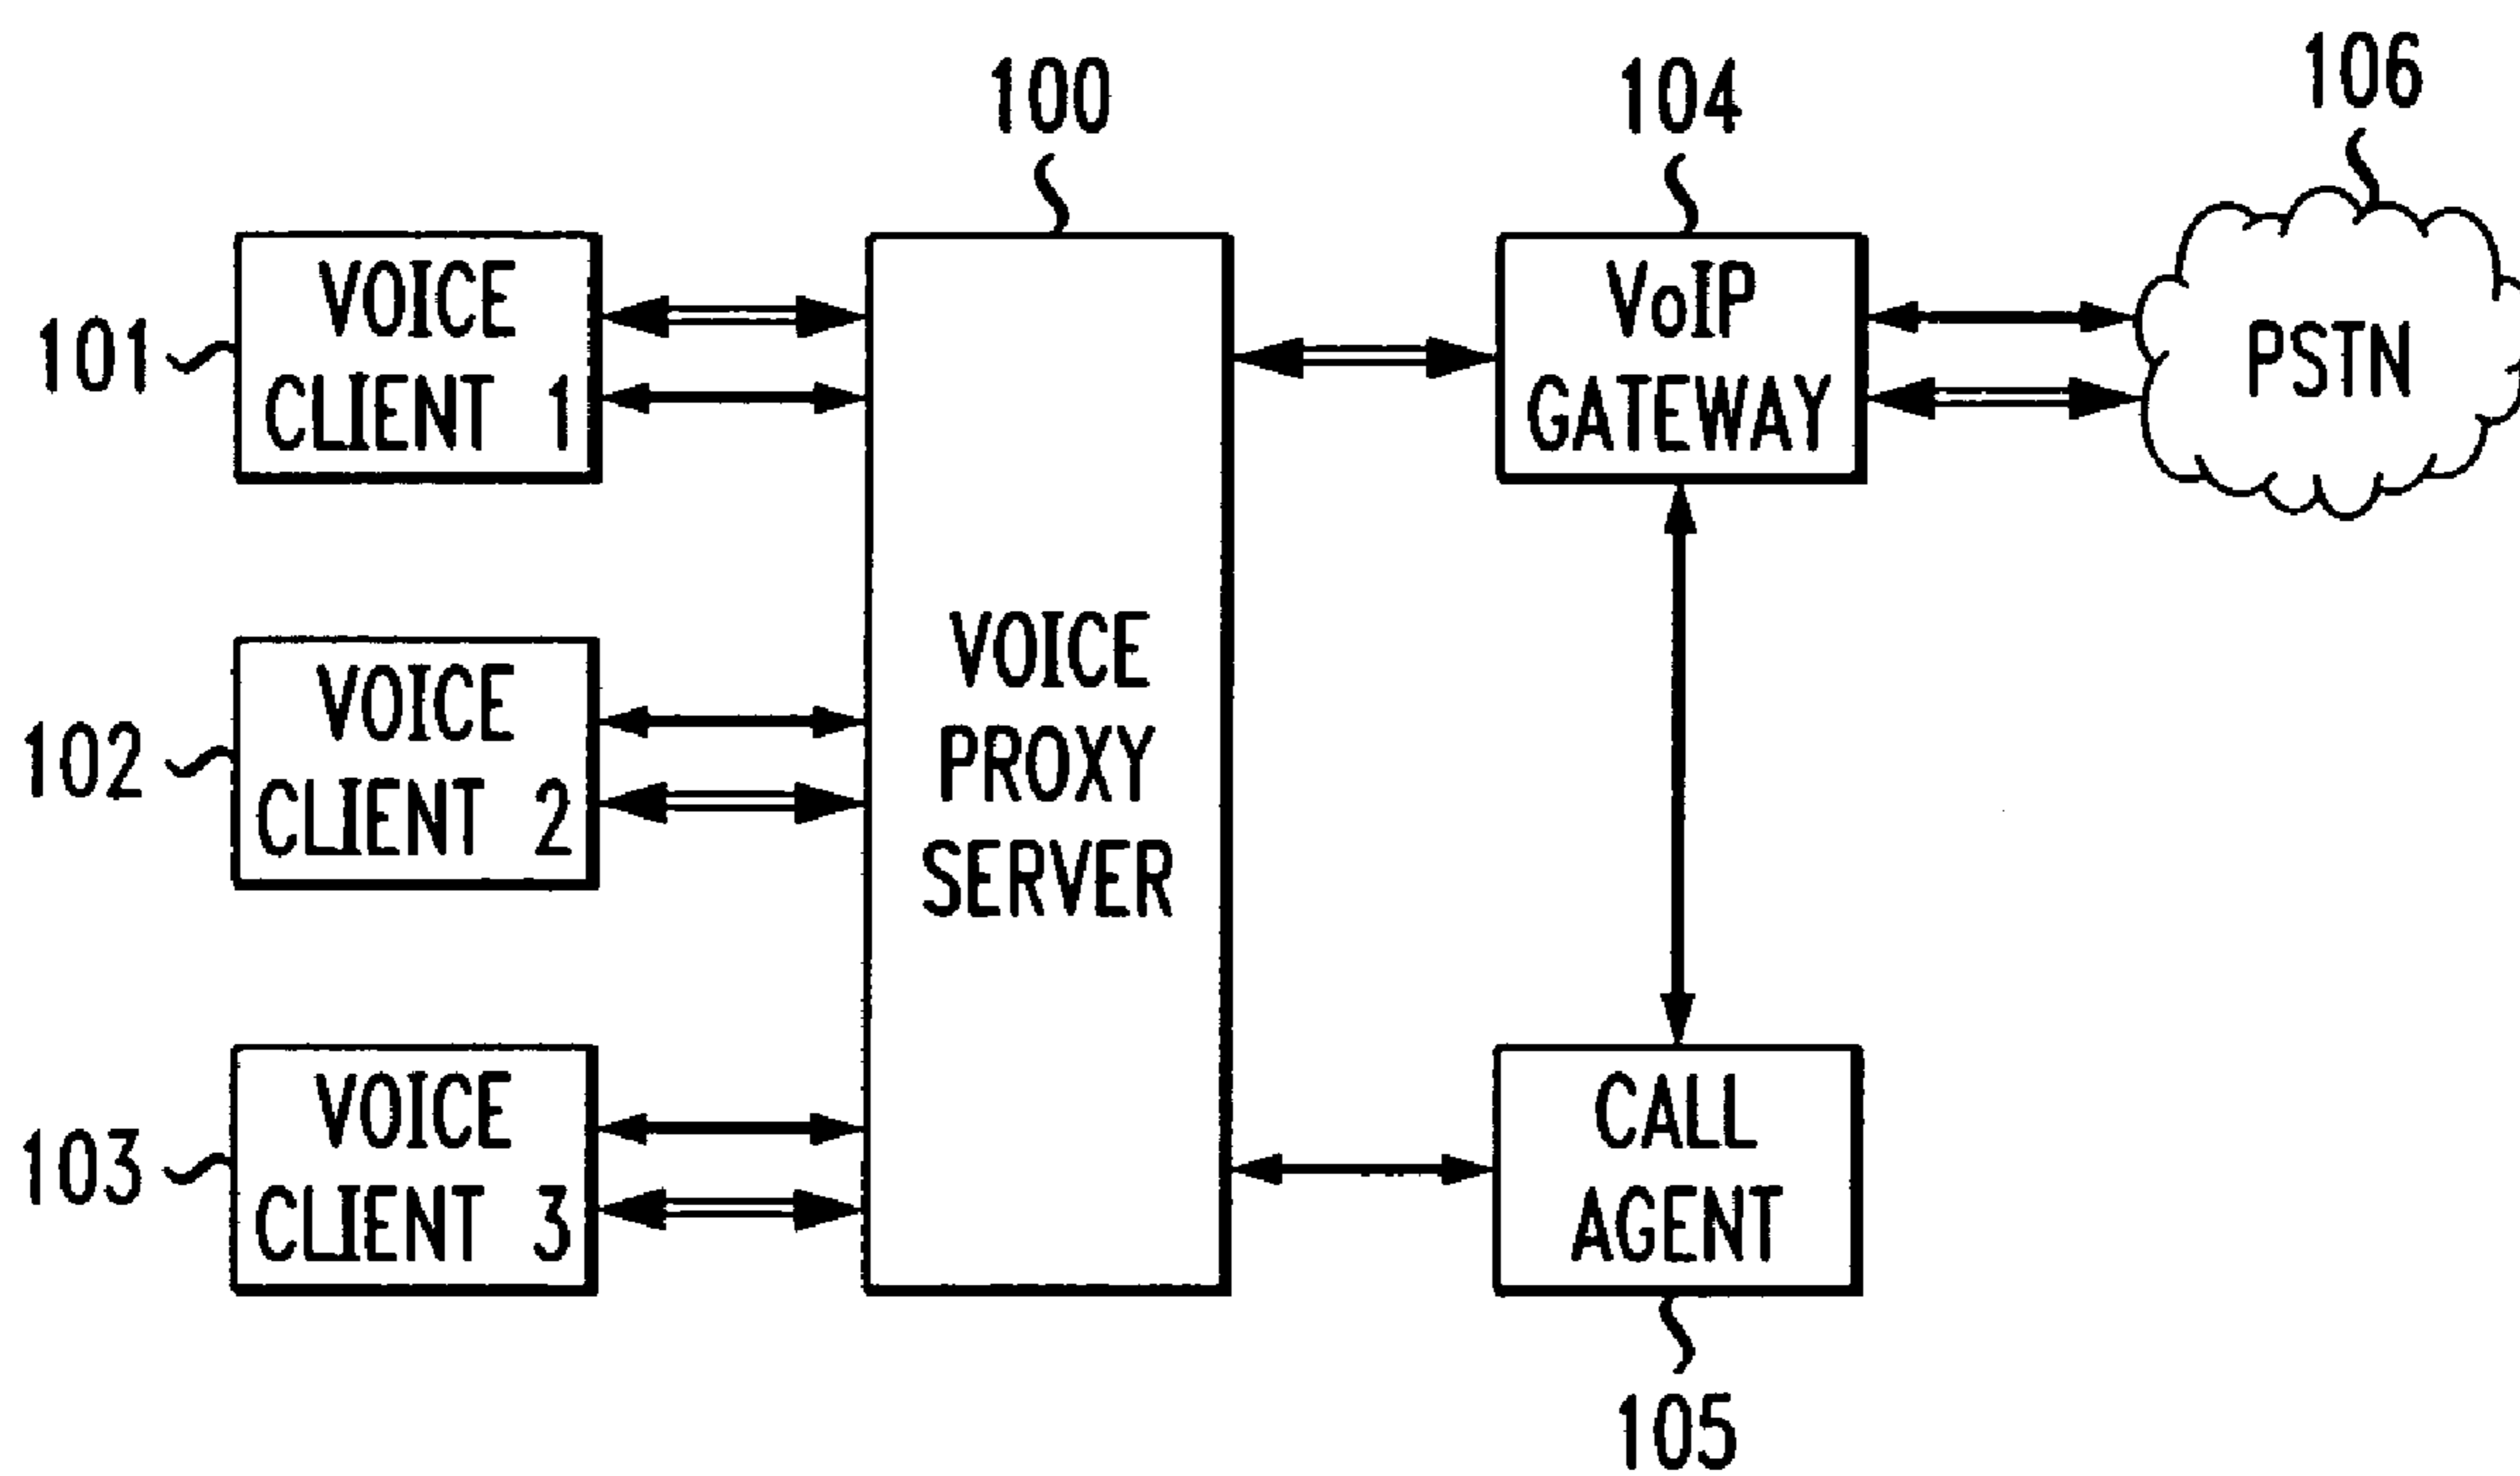 100
104
106
101
VOICE
CLIENT 1
VoIP
GATEWAY
PSTN
102
VOICE
CLIENT 2
VOICE
PROXY
SERVER
103
VOICE
CLIENT 3
CALL
AGENT
105